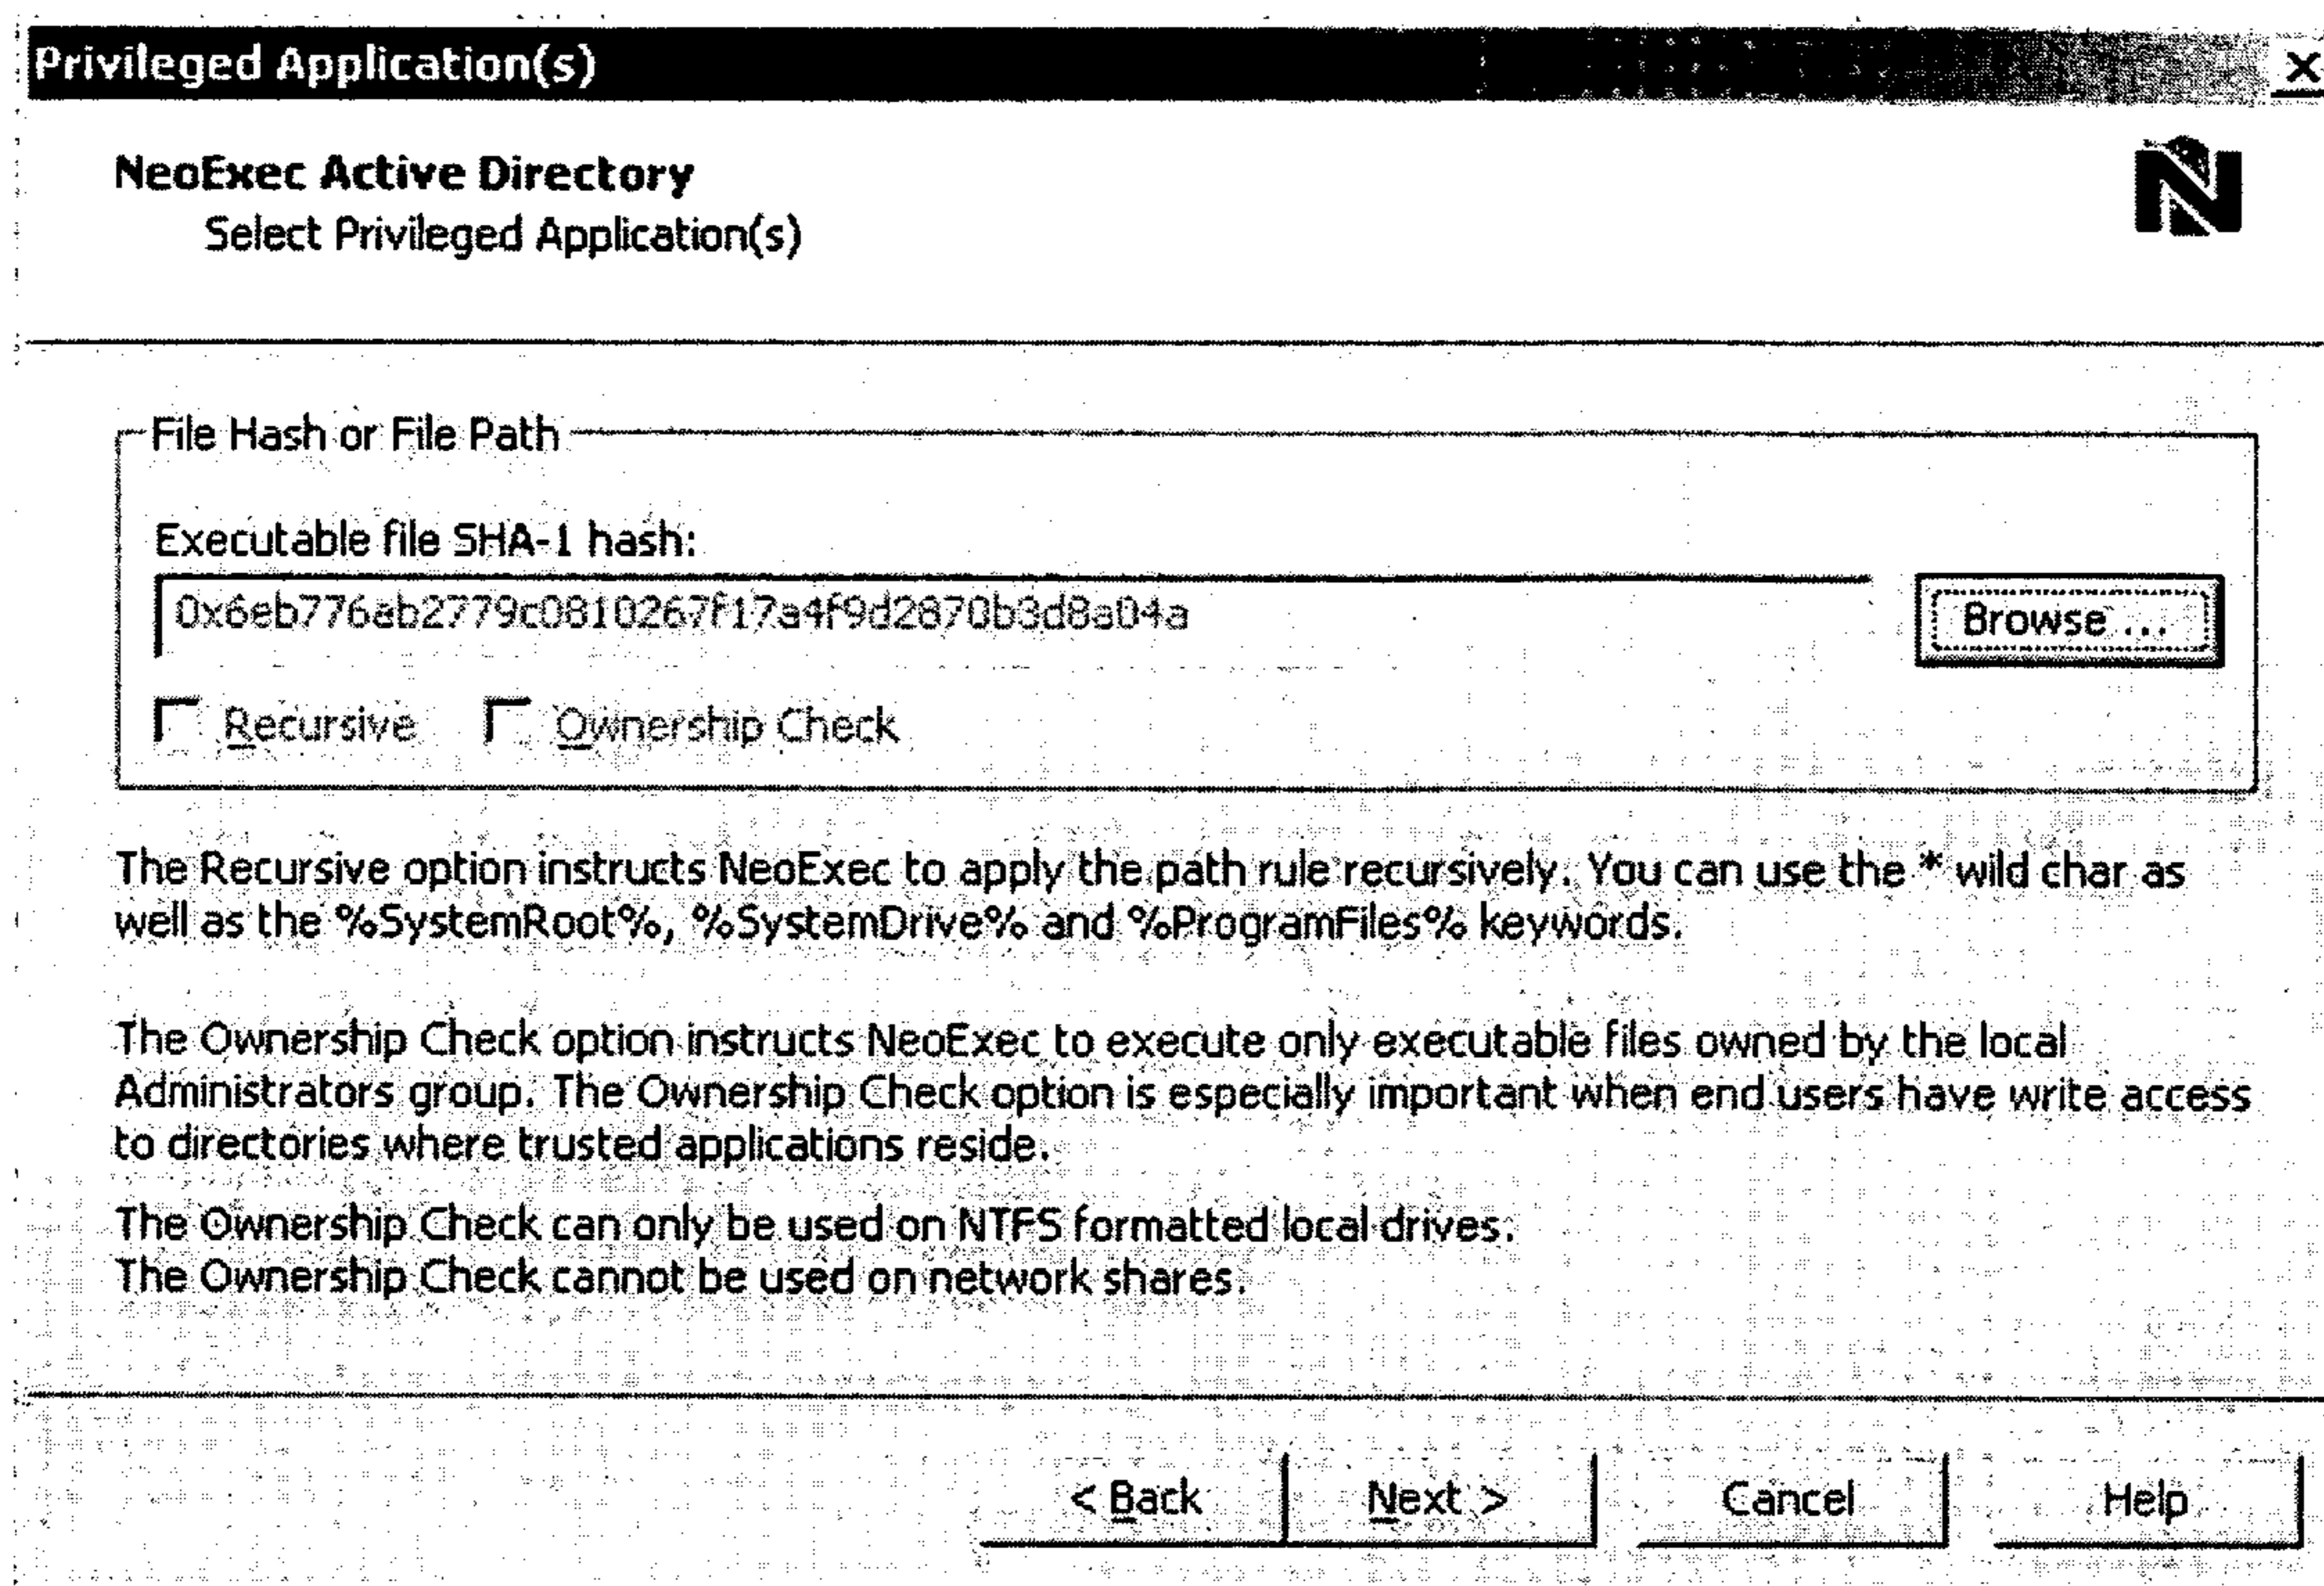 Privileged Application(s)
NeoExec Active Directory
Select Privileged Application(s)
File Hash or File Path
Executable file SHA-1 hash:
0x6eb776ab2779c0810267f17a4f9d2870b3d8a04a
Browse ...
Recursive Ownership Check
The Recursive option instructs NeoExec to apply the path rule recursively. You can use the * wild char as
well as the %SystemRoot%, %SystemDrive% and %ProgramFiles% keywords.
The Ownership Check option instructs NeoExec to execute only executable files owned by the local
Administrators group. The Ownership Check option is especially important when end users have write access
to directories where trusted applications reside.
The Ownership Check can only be used on NTFS formatted local drives.
The Ownership Check cannot be used on network shares.
< Back Next > Cancel Help